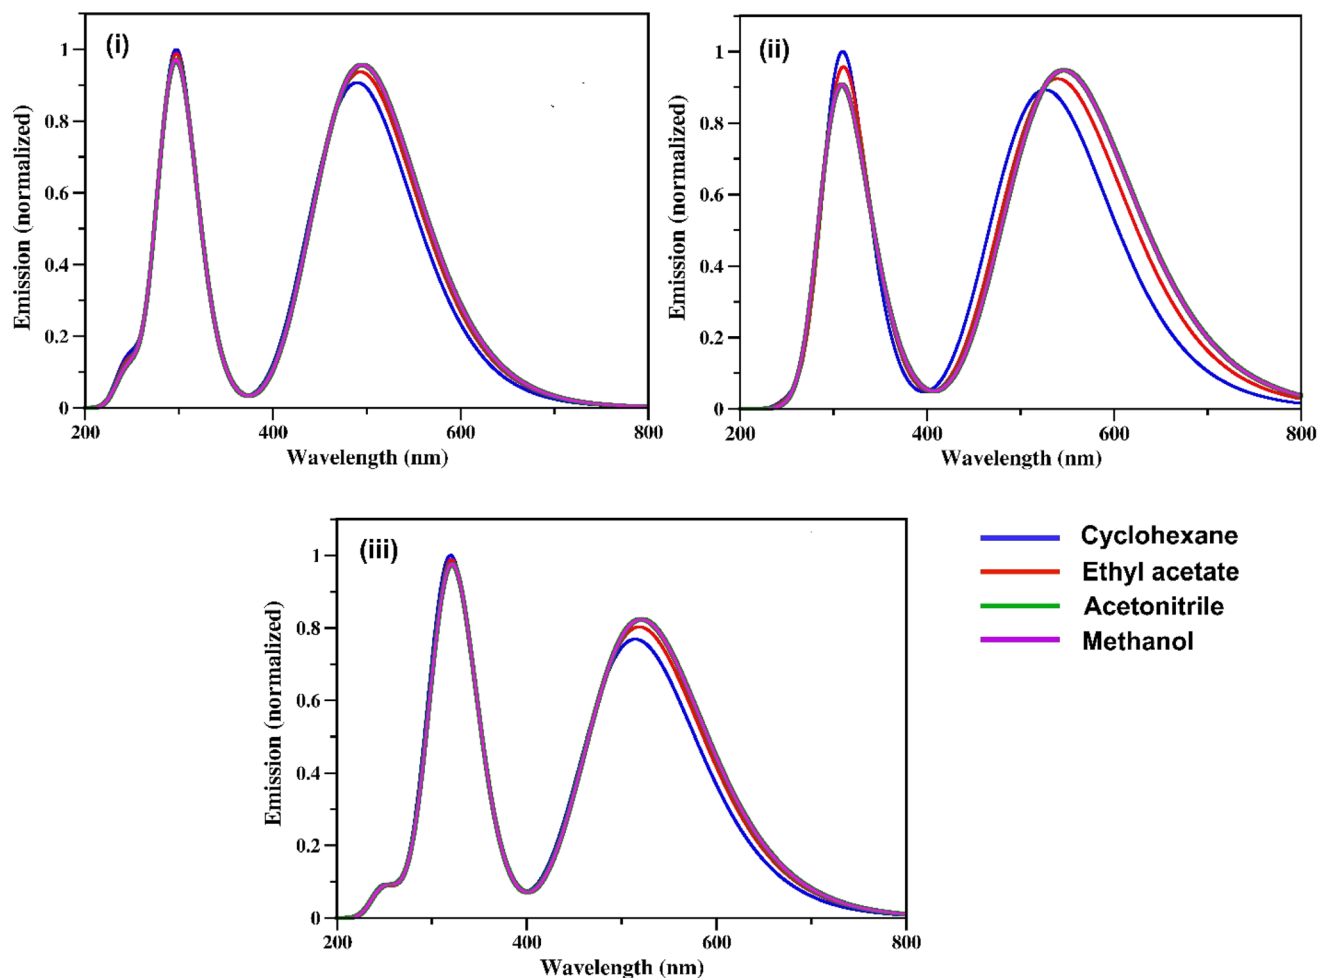 (i)
Emission (normalized)
1
0.8
0.6
0.4
0.2
0
200
400
600
800
Wavelength (nm)
(ii)
Emission (normalized)
1
0.8
0.6
0.4
0.2
0
200
400
600
800
Wavelength (nm)
(iii)
Emission (normalized)
1
0.8
0.6
0.4
0.2
0
200
400
600
800
Wavelength (nm)
Cyclohexane
Ethyl acetate
Acetonitrile
Methanol